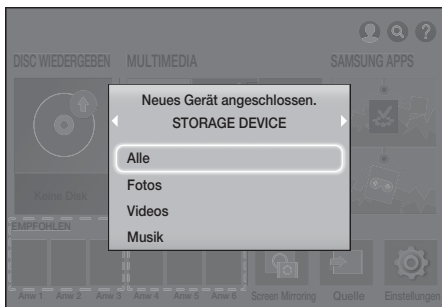 DISC WIEDERGEBEN MULTIMEDIA SAMSUNG APPS
Neues Gerät angeschlossen.
STORAGE DEVICE
Alle
Fotos
Videos
Musik
Keine Disk
EMPFOHLEN
Anw 1 Anw 2 Anw 3 Anw 4 Anw 5 Anw 6 Screen Mirroring Quelle Einstellungen